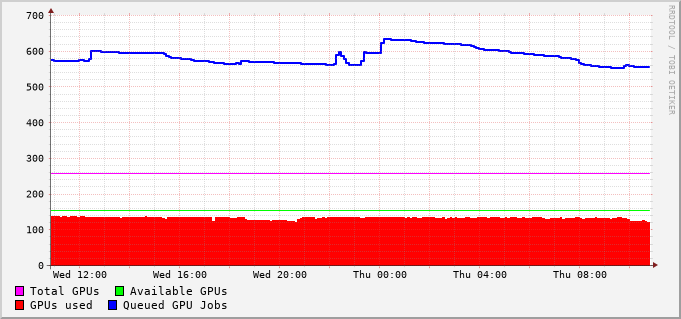 700
600
500
400
300
200
100
0
Wed 12:00 Wed 16:00 Wed 20:00 Thu 00:00 Thu 04:00 Thu 08:00
Total GPUs Available GPUs
GPUs used Queued GPU Jobs
RRDTOOL / TOBI OETIKER